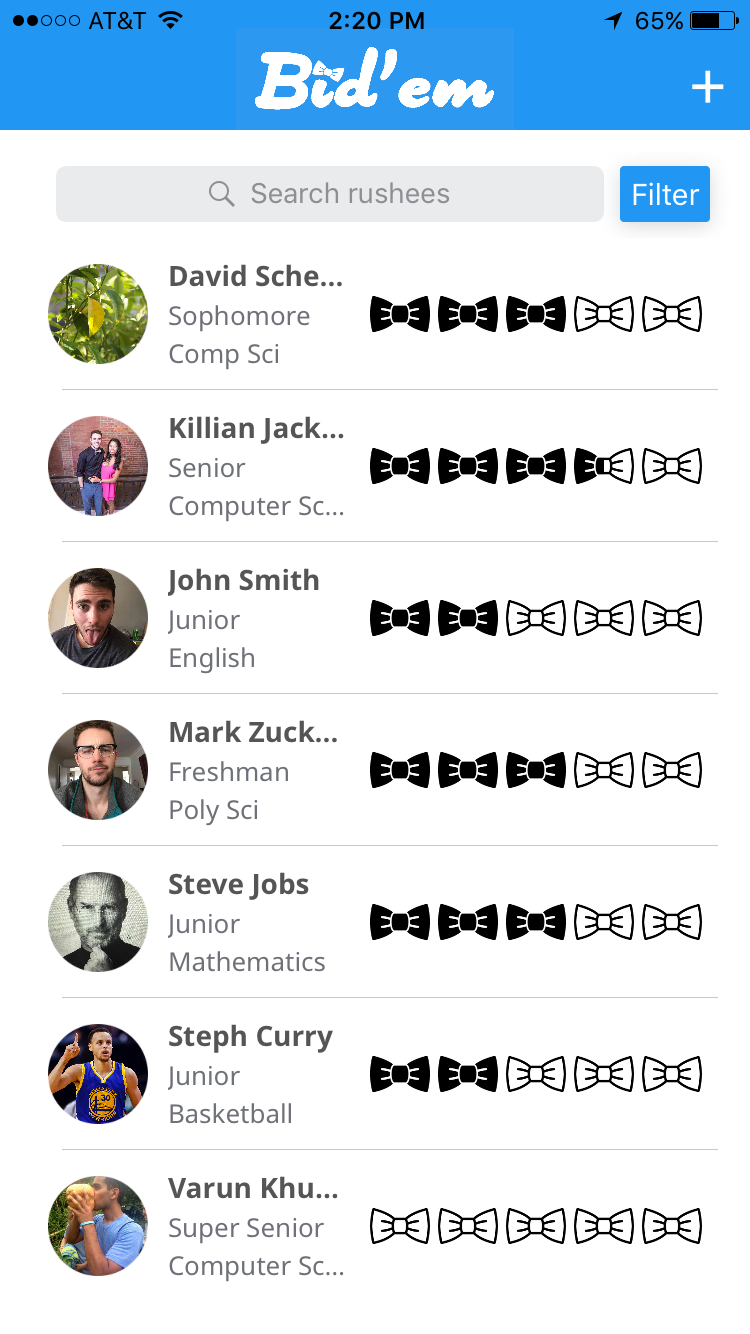 AT&T 2:20 PM 65%
Bid'em +
Search rushees Filter
David Sche...
Sophomore
Comp Sci
Killian Jack...
Senior
Computer Sc...
John Smith
Junior
English
Mark Zuck...
Freshman
Poly Sci
Steve Jobs
Junior
Mathematics
Steph Curry
Junior
Basketball
30
Varun Khu...
Super Senior
Computer Sc...